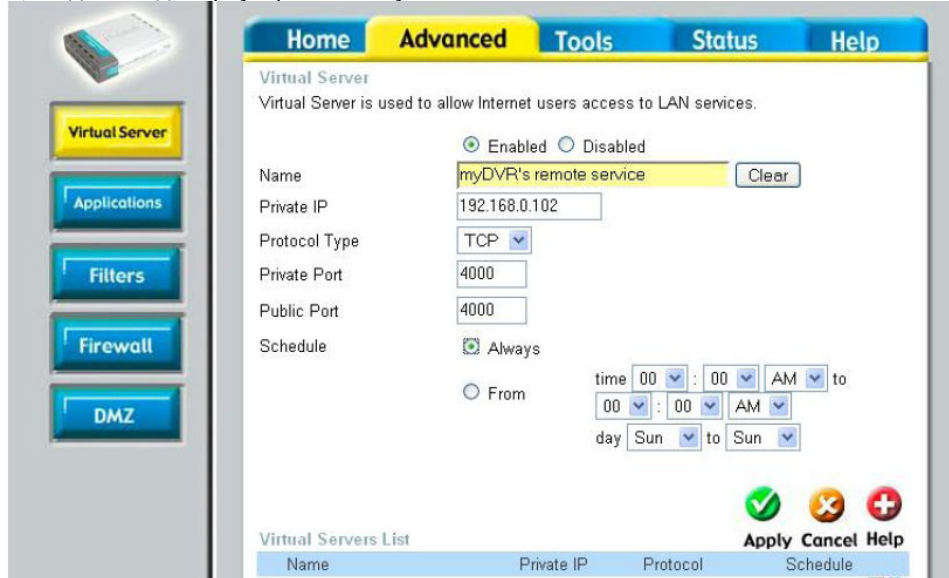 Home Advanced Tools Status Help
Virtual Server
Virtual Server is used to allow Internet users access to LAN services.
Virtual Server
Enabled Disabled
Name myDVR's remote service Clear
Applications
Private IP 192.168.0.102
Protocol Type TCP
Filters
Private Port 4000
Public Port 4000
Firewall
Schedule Always
time 00 : 00 AM to
From
00 : 00 AM
DMZ
day Sun to Sun
Apply Cancel Help
Virtual Servers List
Name Private IP Protocol Schedule